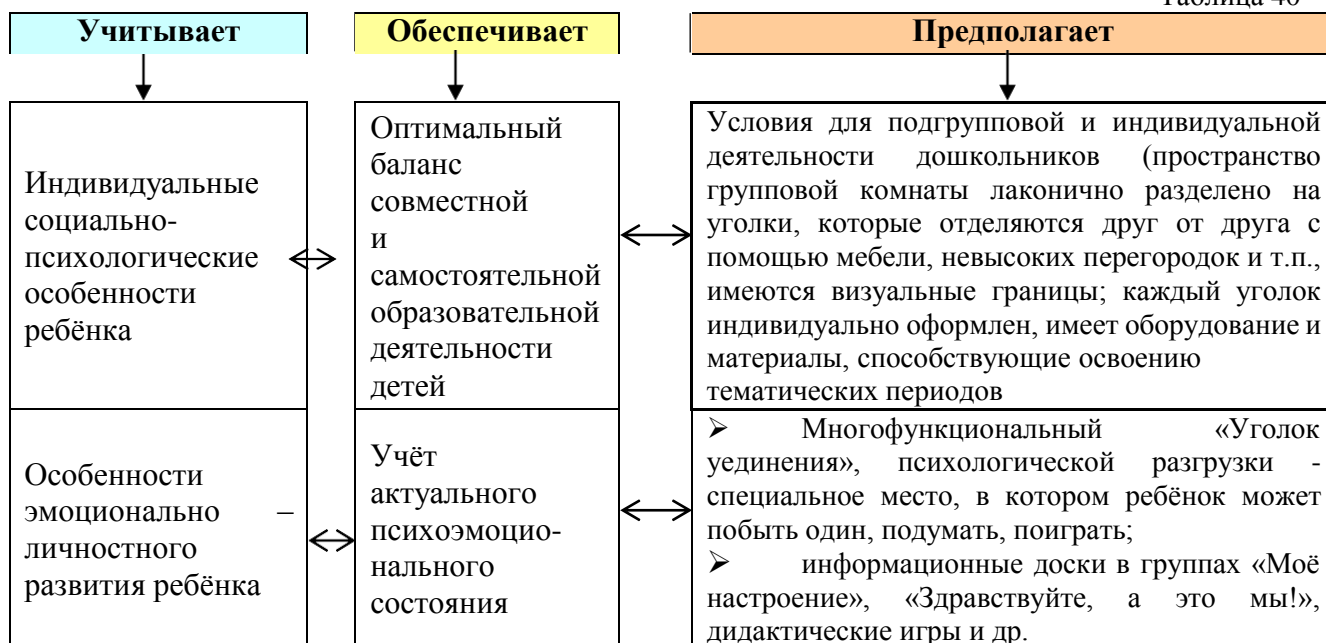 Таблица 40
Учитывает
Обеспечивает
Предполагает
Индивидуальные
социально-
психологические
особенности
ребёнка
Оптимальный
баланс
совместной
и
самостоятельной
образовательной
деятельности
детей
Условия для подгрупповой и индивидуальной
деятельности дошкольников (пространство
групповой комнаты лаконично разделено на
уголки, которые отделяются друг от друга с
помощью мебели, невысоких перегородок и т.п.,
имеются визуальные границы; каждый уголок
индивидуально оформлен, имеет оборудование и
материалы, способствующие освоению
тематических периодов
Особенности
эмоционально –
личностного
развития ребёнка
Учёт
актуального
психоэмоцио-
нального
состояния
➢ Многофункциональный «Уголок
уединения», психологической разгрузки -
специальное место, в котором ребёнок может
побыть один, подумать, поиграть;
➢ информационные доски в группах «Моё
настроение», «Здравствуйте, а это мы!»,
дидактические игры и др.